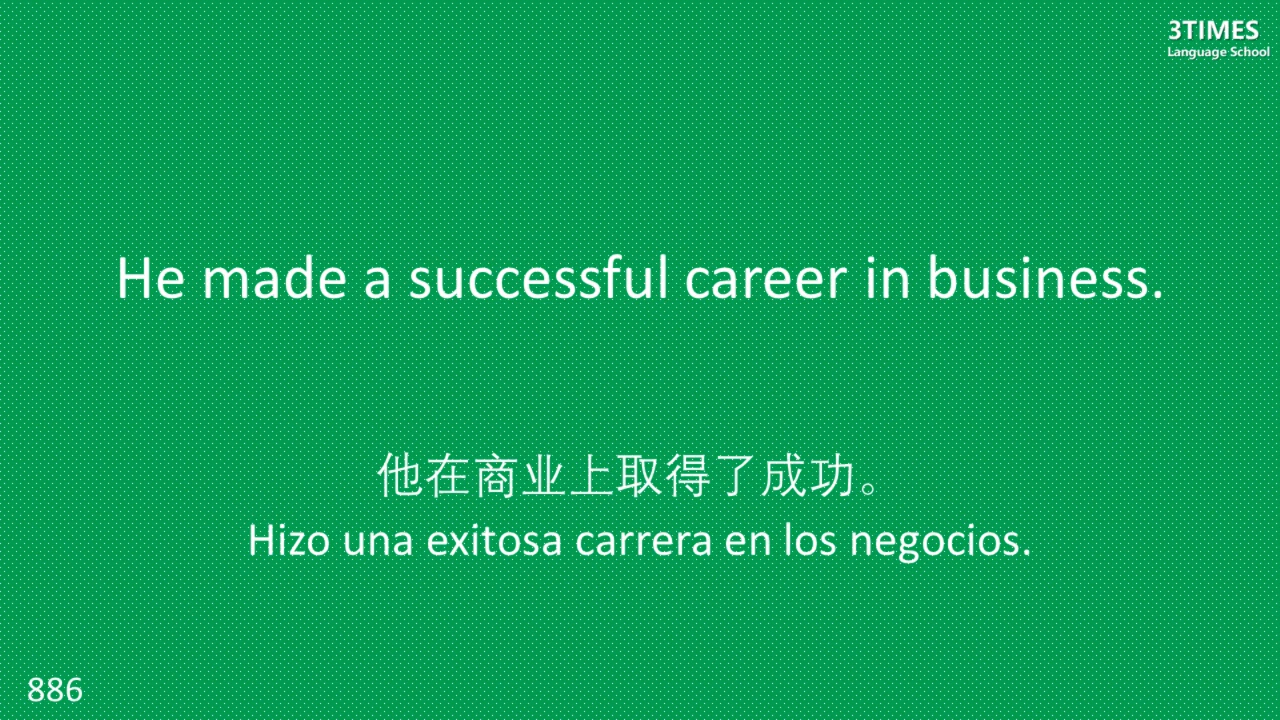 3TIMES
Language School
He made a successful career in business.
他在商业上取得了成功。
Hizo una exitosa carrera en los negocios.
886